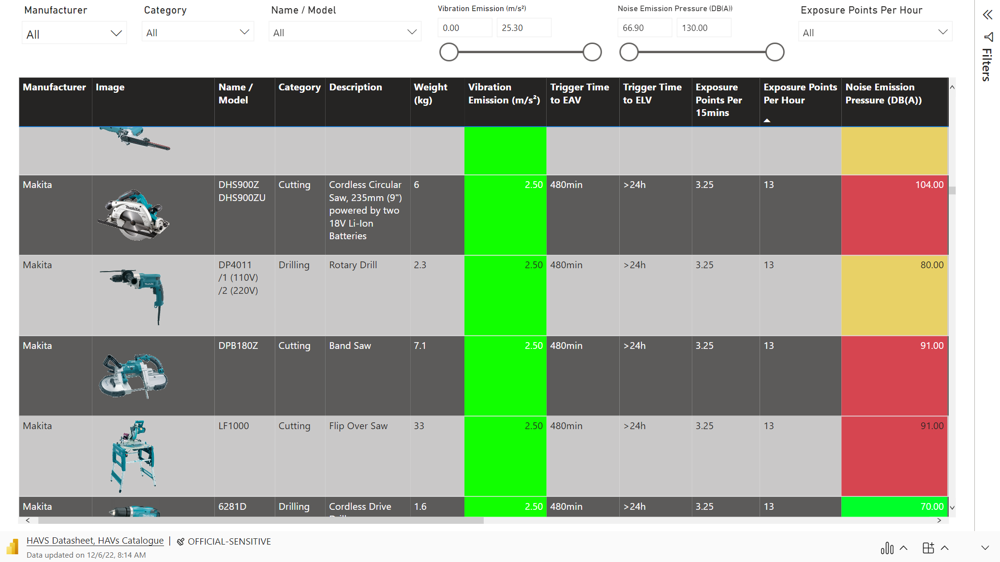 Manufacturer
All
Category
All
Name / Model
All
Vibration Emission (m/s²)
0.00
25.30
Noise Emission Pressure (DB(A))
66.90
130.00
Exposure Points Per Hour
All
Filters
Manufacturer
Image
Name /
Model
Category
Description
Weight
(kg)
Vibration
Emission (m/s²)
Trigger Time
to EAV
Trigger Time
to ELV
Exposure
Points Per
15mins
Exposure Points
Per Hour
Noise Emission
Pressure (DB(A))
Makita
makita
DHS900Z
DHS900ZU
Cutting
Cordless Circular
Saw, 235mm (9")
powered by two
18V Li-Ion
Batteries
6
2.50
480min
>24h
3.25
13
104.00
Makita
makita
DP4011
/1 (110V)
/2 (220V)
Drilling
Rotary Drill
2.3
2.50
480min
>24h
3.25
13
80.00
Makita
DPB180Z
Cutting
Band Saw
7.1
2.50
480min
>24h
3.25
13
91.00
Makita
LF1000
Cutting
Flip Over Saw
33
2.50
480min
>24h
3.25
13
91.00
Makita
makita
6281D
Drilling
Cordless Drive
1.6
2.50
480min
>24h
3.25
13
70.00
HAVS Datasheet, HAVs Catalogue | OFFICIAL-SENSITIVE
Data updated on 12/6/22, 8:14 AM